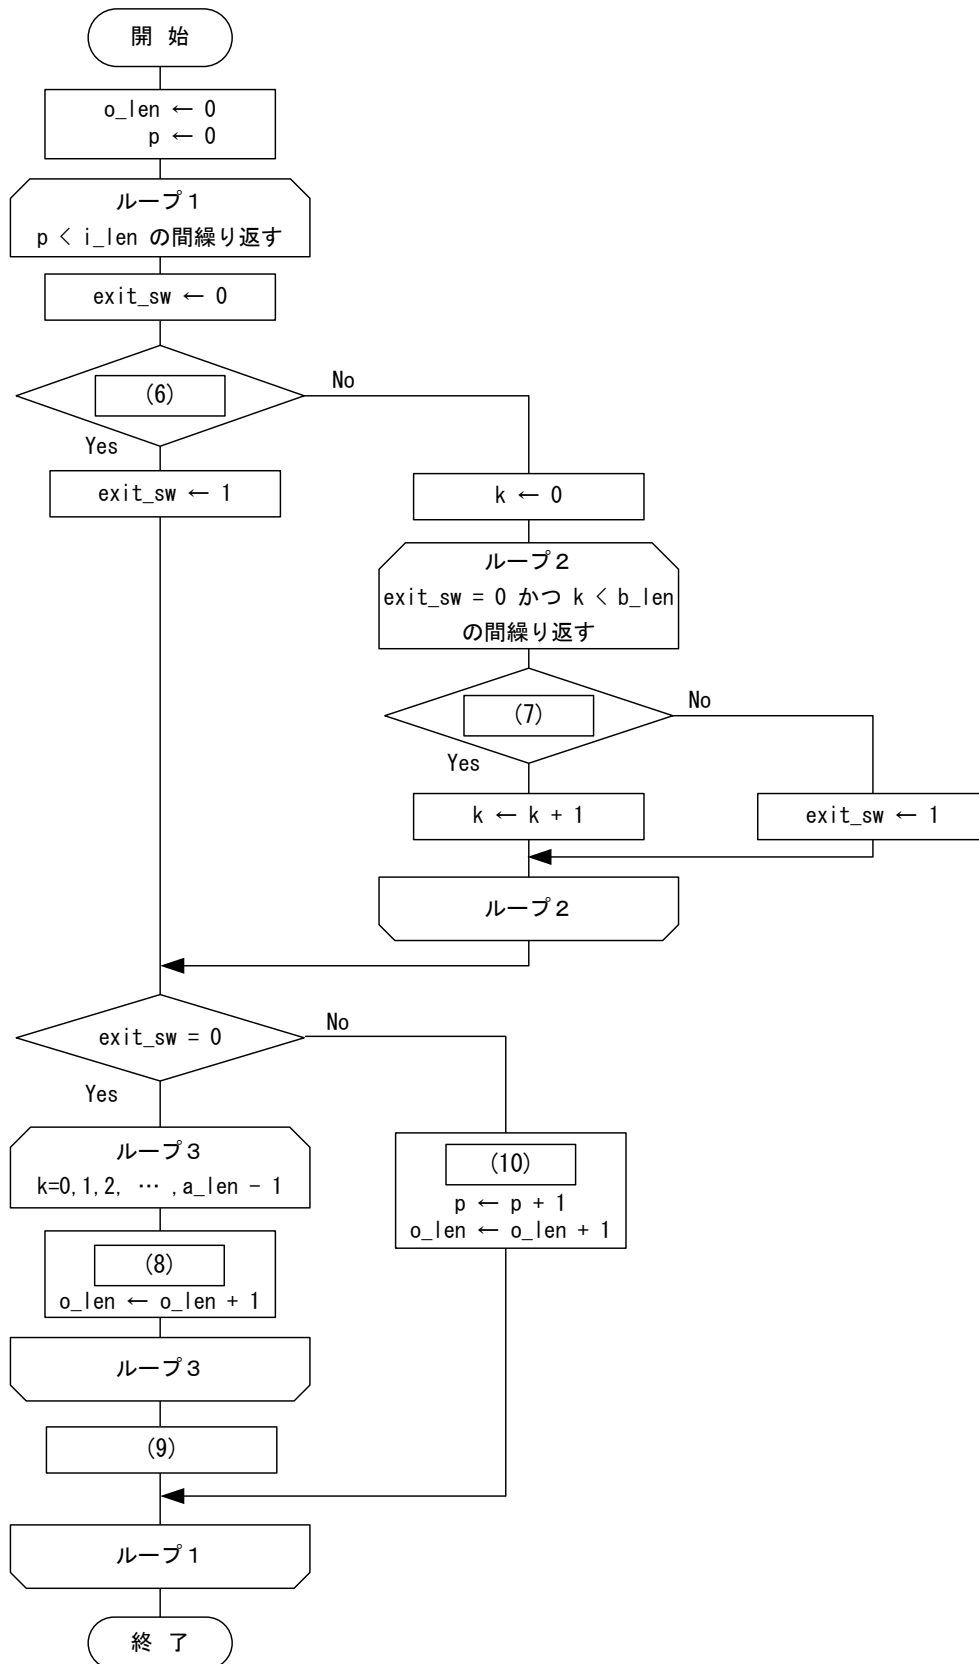 開 始
o_len ← 0
p ← 0
ループ1
p < i_len の間繰り返す
exit_sw ← 0
(6)
No
Yes
exit_sw ← 1
k ← 0
ループ2
exit_sw = 0 かつ k < b_len
の間繰り返す
(7)
No
Yes
k ← k + 1
exit_sw ← 1
ループ2
exit_sw = 0
No
Yes
ループ3
k=0,1,2, … ,a_len - 1
(10)
p ← p + 1
o_len ← o_len + 1
(8)
o_len ← o_len + 1
ループ3
(9)
ループ1
終 了